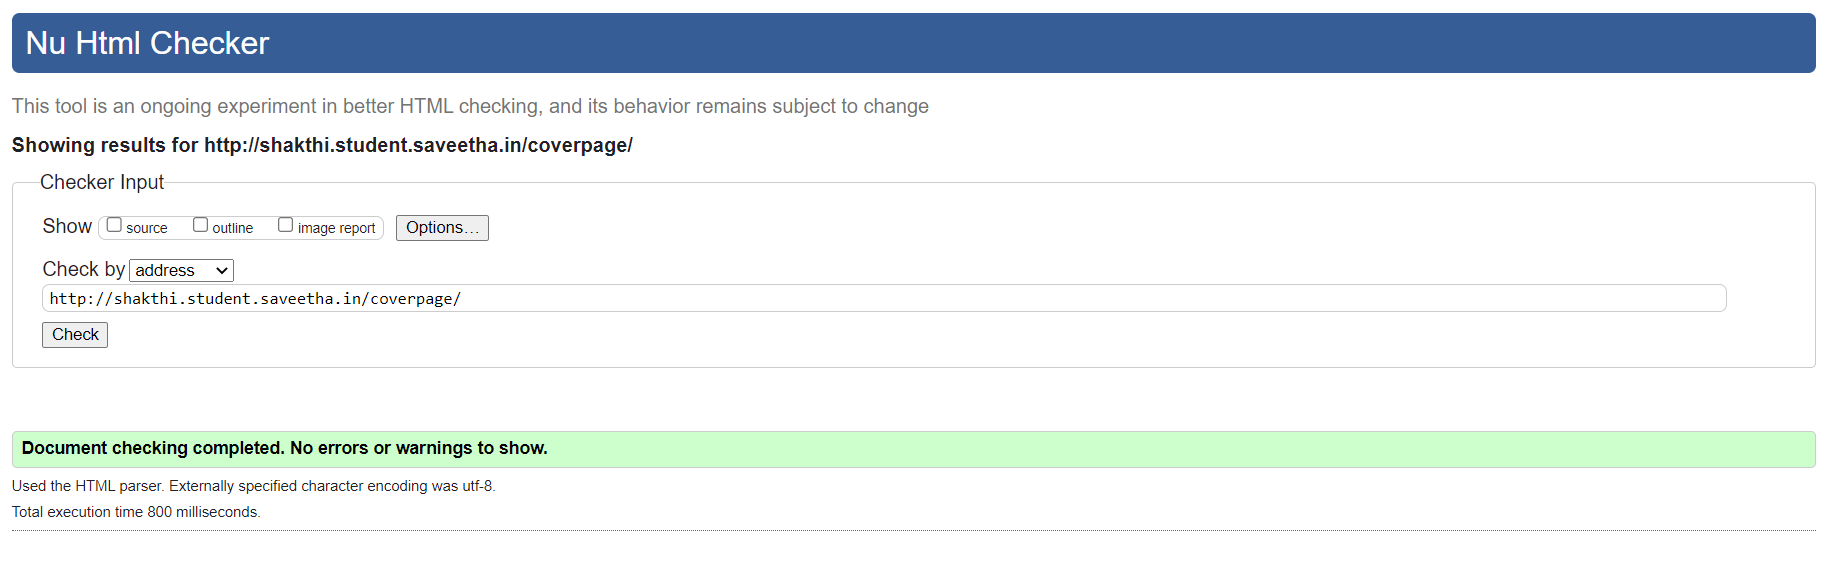 Nu Html Checker
This tool is an ongoing experiment in better HTML checking, and its behavior remains subject to change
Showing results for http://shakthi.student.saveetha.in/coverpage/
Checker Input
Show source outline image report Options…
Check by address
http://shakthi.student.saveetha.in/coverpage/
Check
Document checking completed. No errors or warnings to show.
Used the HTML parser. Externally specified character encoding was utf-8.
Total execution time 800 milliseconds.